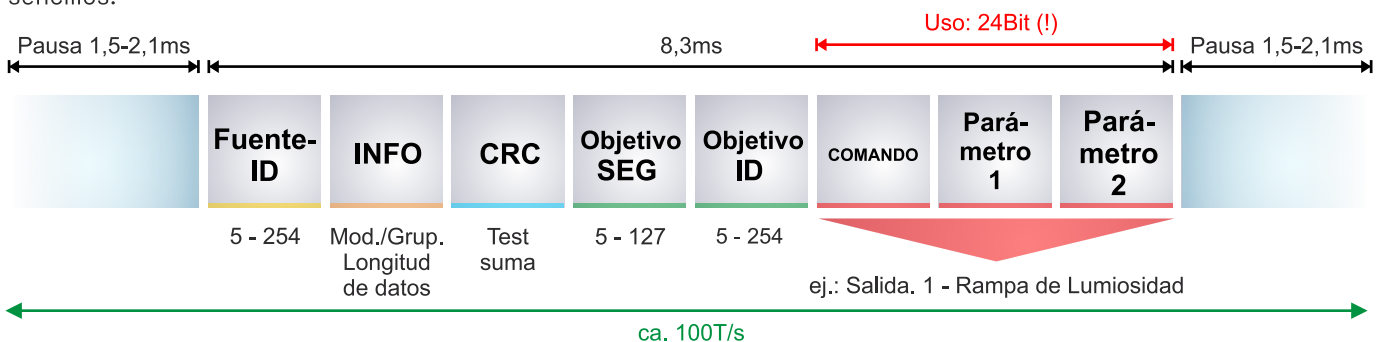 Uso: 24Bit (!)
Pausa 1,5-2,1ms
8,3ms
Pausa 1,5-2,1ms
Fuente-
ID
INFO
CRC
Objetivo
SEG
Objetivo
ID
COMANDO
Pará-
metro
1
Pará-
metro
2
5 - 254
Mod./Grup.
Longitud
de datos
Test
suma
5 - 127
5 - 254
ej.: Salida. 1 - Rampa de Lumiosidad
ca. 100T/s